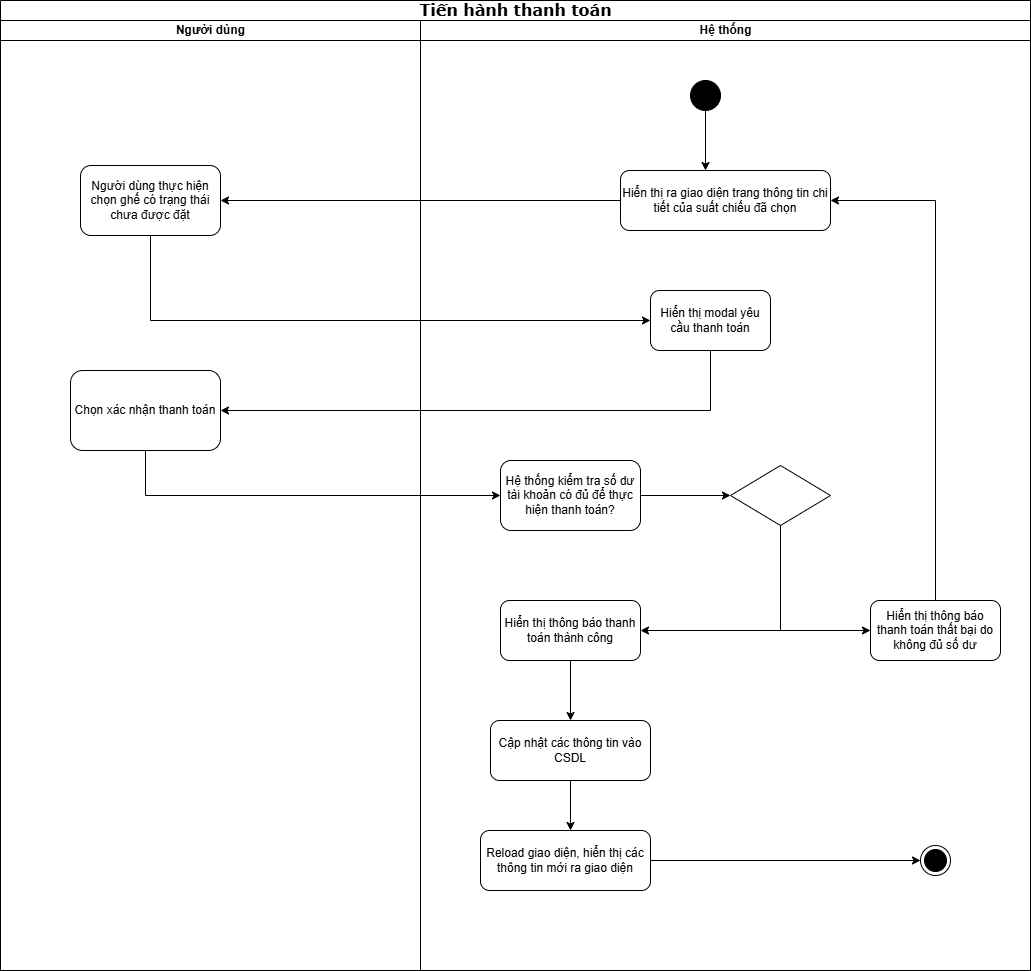 Tiến hành thanh toán
Người dùng
Hệ thống
Người dùng thực hiện
chọn ghế có trạng thái
chưa được đặt
Hiển thị ra giao diện trang thông tin chi
tiết của suất chiếu đã chọn
Hiển thị modal yêu
cầu thanh toán
Chọn xác nhận thanh toán
Hệ thống kiểm tra số dư
tài khoản có đủ để thực
hiện thanh toán?
Hiển thị thông báo thanh
toán thành công
Hiển thị thông báo
thanh toán thất bại do
không đủ số dư
Cập nhật các thông tin vào
CSDL
Reload giao diện, hiển thị các
thông tin mới ra giao diện